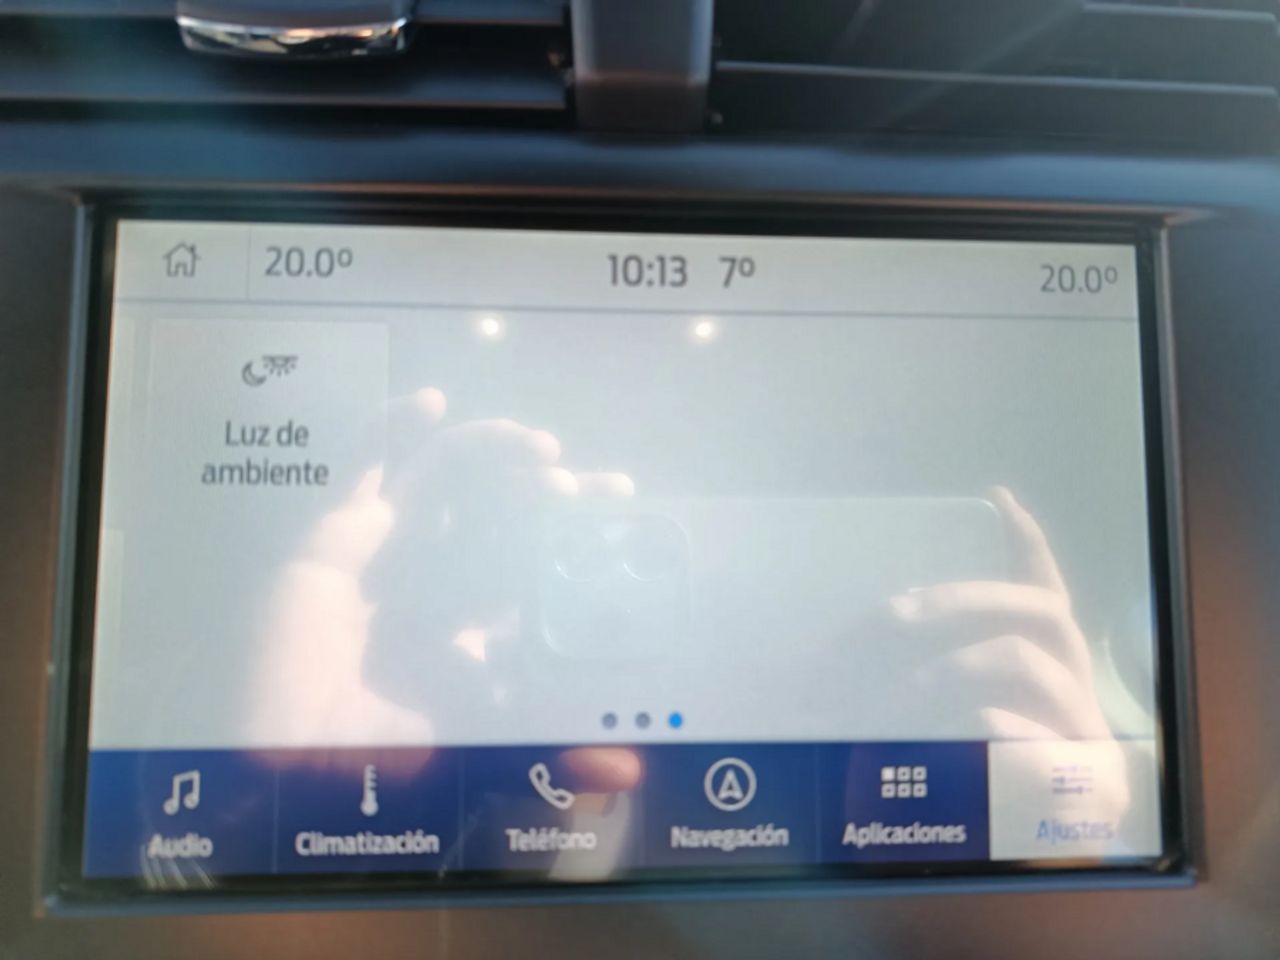 20.0º 10:13 7º 20.0º
Luz de
ambiente
Audio Climatización Teléfono Navegación Aplicaciones Ajustes